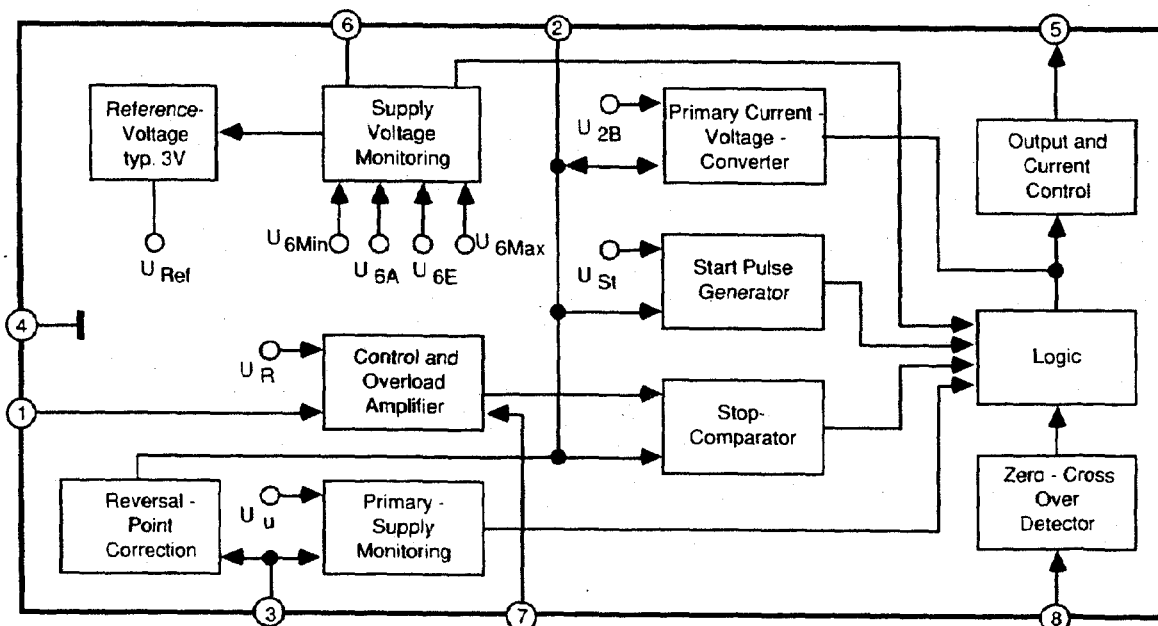 6
2
5
Reference-
Voltage
typ. 3V
Supply
Voltage
Monitoring
U 2B
Primary Current -
Voltage -
Converter
Output and
Current
Control
U Ref
U 6Min
U 6A
U 6E
U 6Max
U St
Start Pulse
Generator
4
U R
Control and
Overload
Amplifier
Logic
1
Stop-
Comparator
Reversal -
Point
Correction
U u
Primary -
Supply
Monitoring
Zero - Cross
Over
Detector
3
7
8